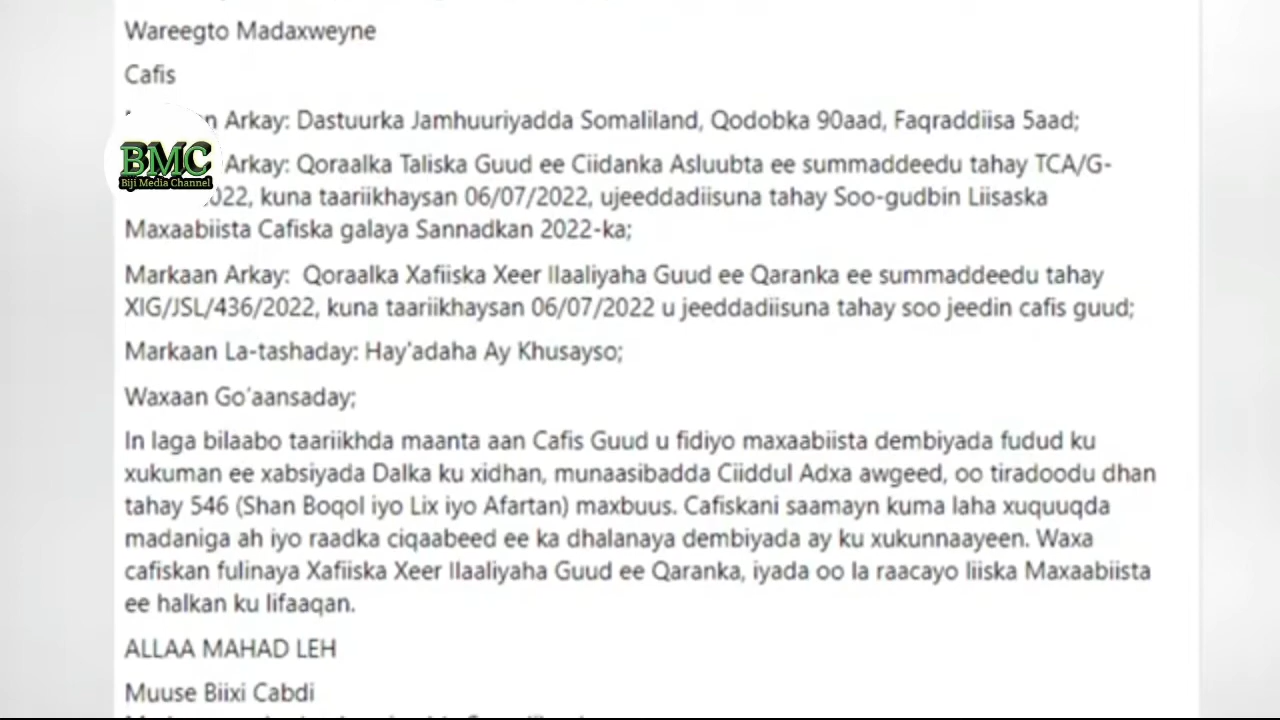 Wareegto Madaxweyne
Cafis
Arkay: Dastuurka Jamhuuriyadda Somaliland, Qodobka 90aad, Faqraddiisa 5aad;
BMC
Biji Media Channel
Arkay: Qoraalka Taliska Guud ee Ciidanka Asluubta ee summaddeedu tahay TCA/G-
kuna taariikhaysan 06/07/2022, ujeeddadiisuna tahay Soo-gudbin Liisaska
Maxaabiista Cafiska galaya Sannadkan 2022-ka;
Markaan Arkay: Qoraalka Xafiiska Xeer Ilaaliyaha Guud ee Qaranka ee summaddeedu tahay
XIG/JSL/436/2022, kuna taariikhaysan 06/07/2022 u jeeddadiisuna tahay soo jeedin cafis guud;
Markaan La-tashaday: Hay'adaha Ay Khusayso;
Waxaan Go'aansaday;
In laga bilaabo taariikhda maanta aan Cafis Guud u fidiyo maxaabiista dembiyada fudud ku
xukuman ee xabsiyada Dalka ku xidhan, munaasibadda Ciiddul Adxa awgeed, oo tiradoodu dhan
tahay 546 (Shan Boqol iyo Lix iyo Afartan) maxbuus. Cafiskani saamayn kuma laha xuquuqda
madaniga ah iyo raadka ciqaabeed ee ka dhalanaya dembiyada ay ku xukunnaayeen. Waxa
cafiskan fulinaya Xafiiska Xeer Ilaaliyaha Guud ee Qaranka, iyada oo la raacayo liiska Maxaabiista
ee halkan ku lifaaqan.
ALLAA MAHAD LEH
Muuse Biixi Cabdi